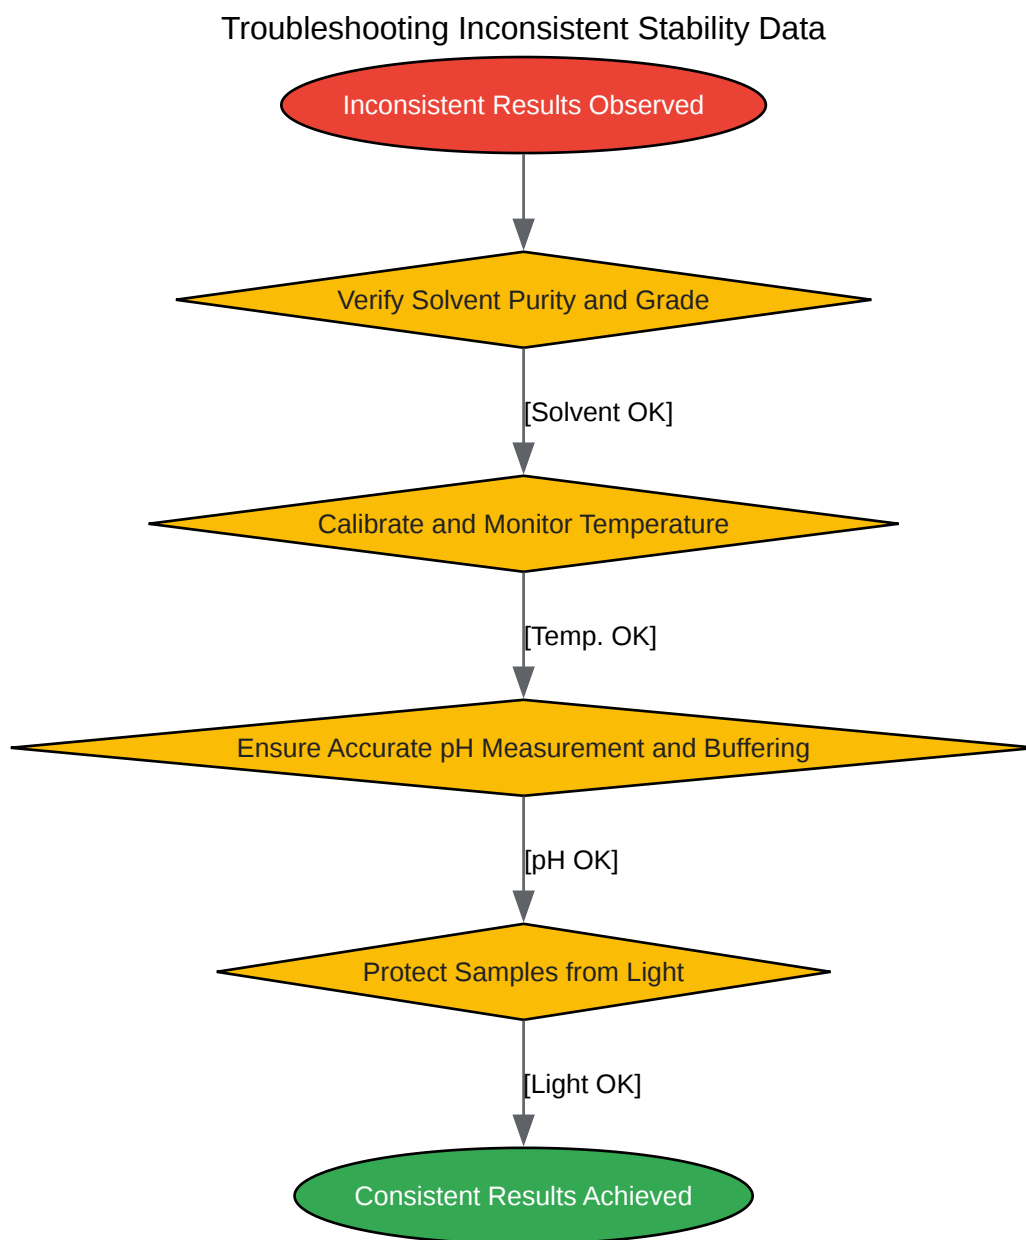 Troubleshooting Inconsistent Stability Data
Inconsistent Results Observed
Verify Solvent Purity and Grade
[Solvent OK]
Calibrate and Monitor Temperature
[Temp. OK]
Ensure Accurate pH Measurement and Buffering
[pH OK]
Protect Samples from Light
[Light OK]
Consistent Results Achieved